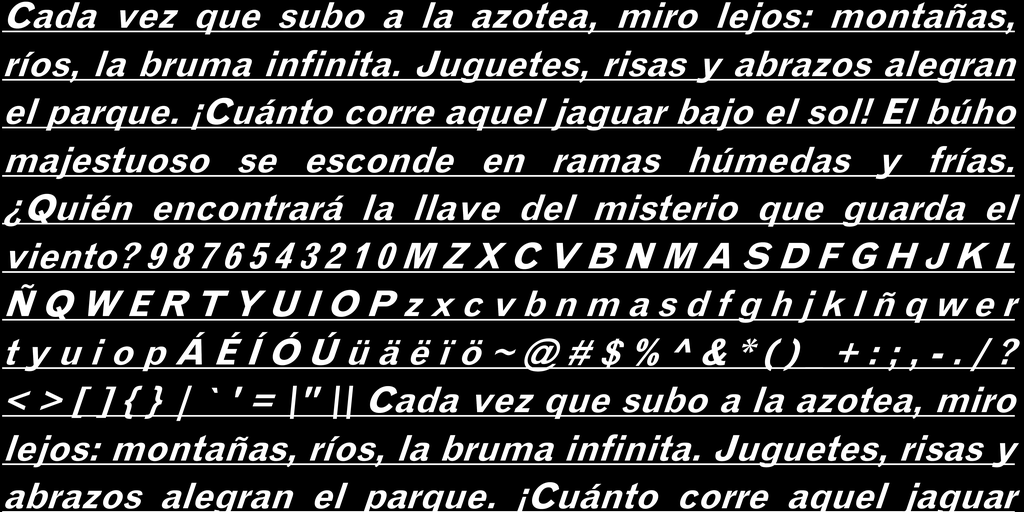 Cada vez que subo a la azotea, miro lejos: montañas,
ríos, la bruma infinita. Juguetes, risas y abrazos alegran
el parque. ¡Cuánto corre aquel jaguar bajo el sol! El búho
majestuoso se esconde en ramas húmedas y frías.
¿Quién encontrará la llave del misterio que guarda el
viento? 9 8 7 6 5 4 3 2 1 0 M Z X C V B N M A S D F G H J K L
Ñ Q W E R T Y U I O P z x c v b n m a s d f g h j k l ñ q w e r
t y u i o p Á É Í Ó Ú ü ä ë ï ö ~ @ # $ % ^ & * ( ) + : ; , - . / ?
< > [ ] { } | ` ' = |" || Cada vez que subo a la azotea, miro
lejos: montañas, ríos, la bruma infinita. Juguetes, risas y
abrazos alegran el parque. ¡Cuánto corre aquel jaguar